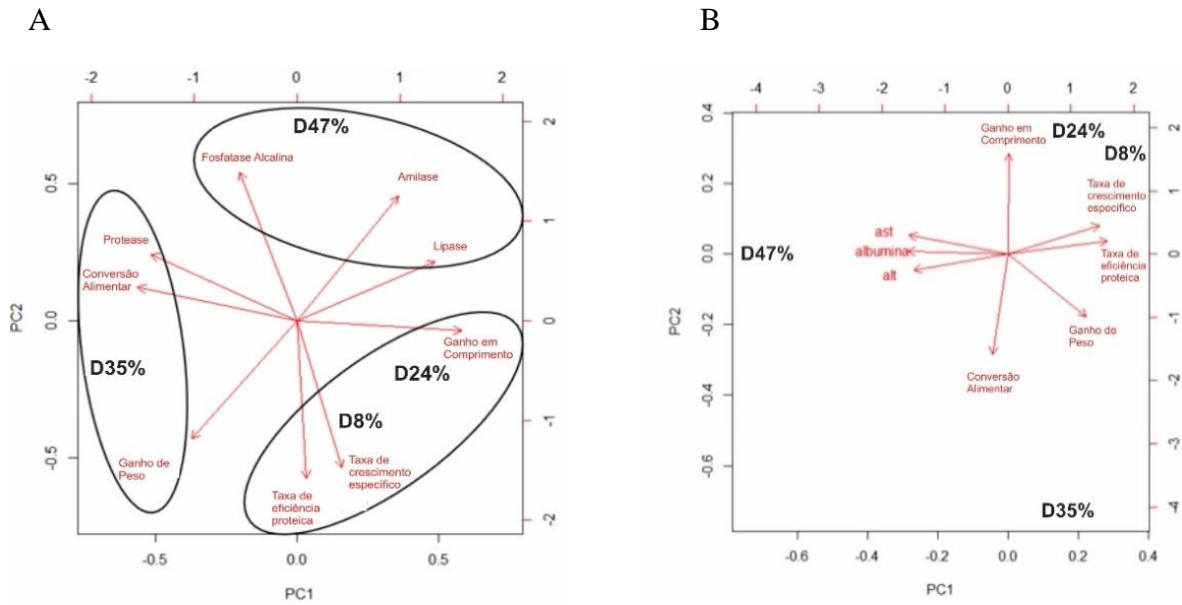 A
B
-2 -1 0 1 2
D47%
Fosfatase Alcalina
Amilase
Protease
Lipase
Conversão
Alimentar
Ganho em
Comprimento
D35%
D24%
D8%
Ganho de
Peso
Taxa de
crescimento
específico
Taxa de
eficiência
proteica
0.5
0.0
-0.5
PC2
2
1
0
-1
-2
-0.5 0.0 0.5
PC1
-4 -3 -2 -1 0 1 2
Ganho em
Comprimento
D24%
D8%
Taxa de
crescimento
específico
ast
albumina
alt
D47%
Taxa de
eficiência
proteica
Ganho de
Peso
Conversão
Alimentar
D35%
0.4
0.2
0.0
-0.2
-0.4
-0.6
PC2
2
1
0
-1
-2
-3
-4
-0.6 -0.4 -0.2 0.0 0.2 0.4
PC1